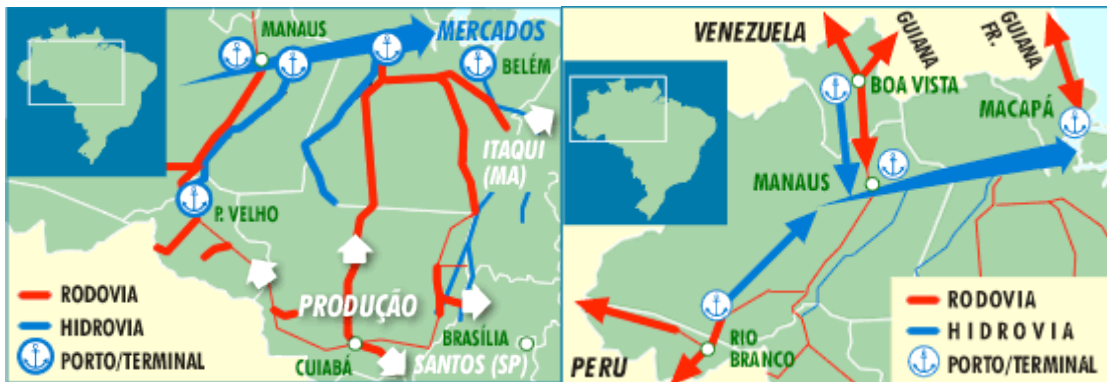 MANAUS
MERCADOS
BELÉM
ITAQUI
(MA)
P. VELHO
PRODUÇÃO
BRASÍLIA
CUIABÁ
SANTOS (SP)
RODOVIA
HIDROVIA
PORTO/TERMINAL
VENEZUELA
GUIANA
GUIANA
FR.
BOA VISTA
MACAPÁ
MANAUS
RIO
BRANCO
PERU
RODOVIA
HIDROVIA
PORTO/TERMINAL